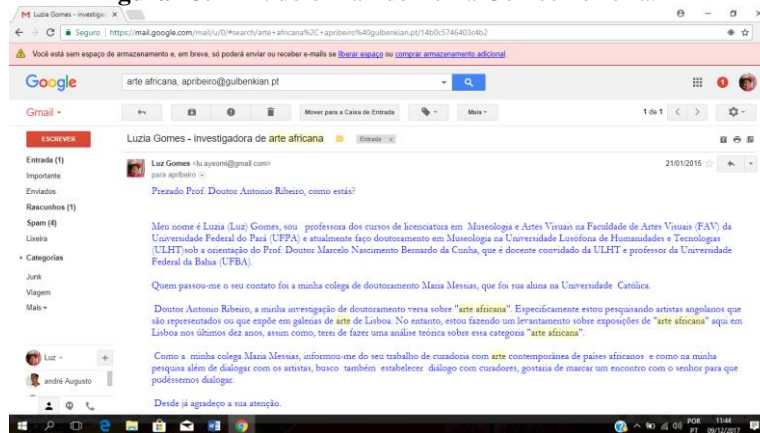 Luzia Gomes - investiga
Seguro
https://mail.google.com/mail/u/0/#search/arte+africana%2C+apribeiro%40gulbenkian.pt/14b0c5746403c4b2
Você está sem espaço de armazenamento e, em breve, só poderá enviar ou receber e-mails se liberar espaço ou comprar armazenamento adicional
Google
arte africana, apribeiro@gulbenkian.pt
1
Gmail
Mover para a Caixa de Entrada
Mais
1 de 1
ESCREVER
Luzia Gomes - investigadora de arte africana
Entrada x
Entrada (1)
Importante
Enviados
Rascunhos (1)
Spam (4)
Lixeira
Categorias
Junk
Viagem
Mais
Luz Gomes <lu.ayeomi@gmail.com>
21/01/2015
para apribeiro
Prezado Prof. Doutor Antonio Ribeiro, como estás?
Meu nome é Luzia (Luz) Gomes, sou professora dos cursos de licenciatura em Museologia e Artes Visuais na Faculdade de Artes Visuais (FAV) da
Universidade Federal do Pará (UFPA) e atualmente faço doutoramento em Museologia na Universidade Lusófona de Humanidades e Tecnologias
(ULHT)sob a orientação do Prof. Doutor Marcelo Nascimento Bernardo da Cunha, que é docente convidado da ULHT e professor da Universidade
Federal da Bahia (UFBA).
Quem passou-me o seu contato foi a minha colega de doutoramento Maria Messias, que foi sua aluna na Universidade Católica.
Doutor Antonio Ribeiro, a minha investigação de doutoramento versa sobre "arte africana". Especificamente estou pesquisando artistas angolanos que
são representados ou que expõe em galerias de arte de Lisboa. No entanto, estou fazendo um levantamento sobre exposições de "arte africana" aqui em
Lisboa nos últimos dez anos, assim como, terei de fazer uma análise teórica sobre essa categoria "arte africana".
Como a minha colega Maria Messias, informou-me do seu trabalho de curadoria com arte contemporânea de países africanos e como na minha
pesquisa além de dialogar com os artistas, busco também estabelecer diálogo com curadores, gostaria de marcar um encontro com o senhor para que
pudéssemos dialogar.
Desde já agradeço a sua atenção.
Luz
andré Augusto
POR
PT
11:44
09/12/2017